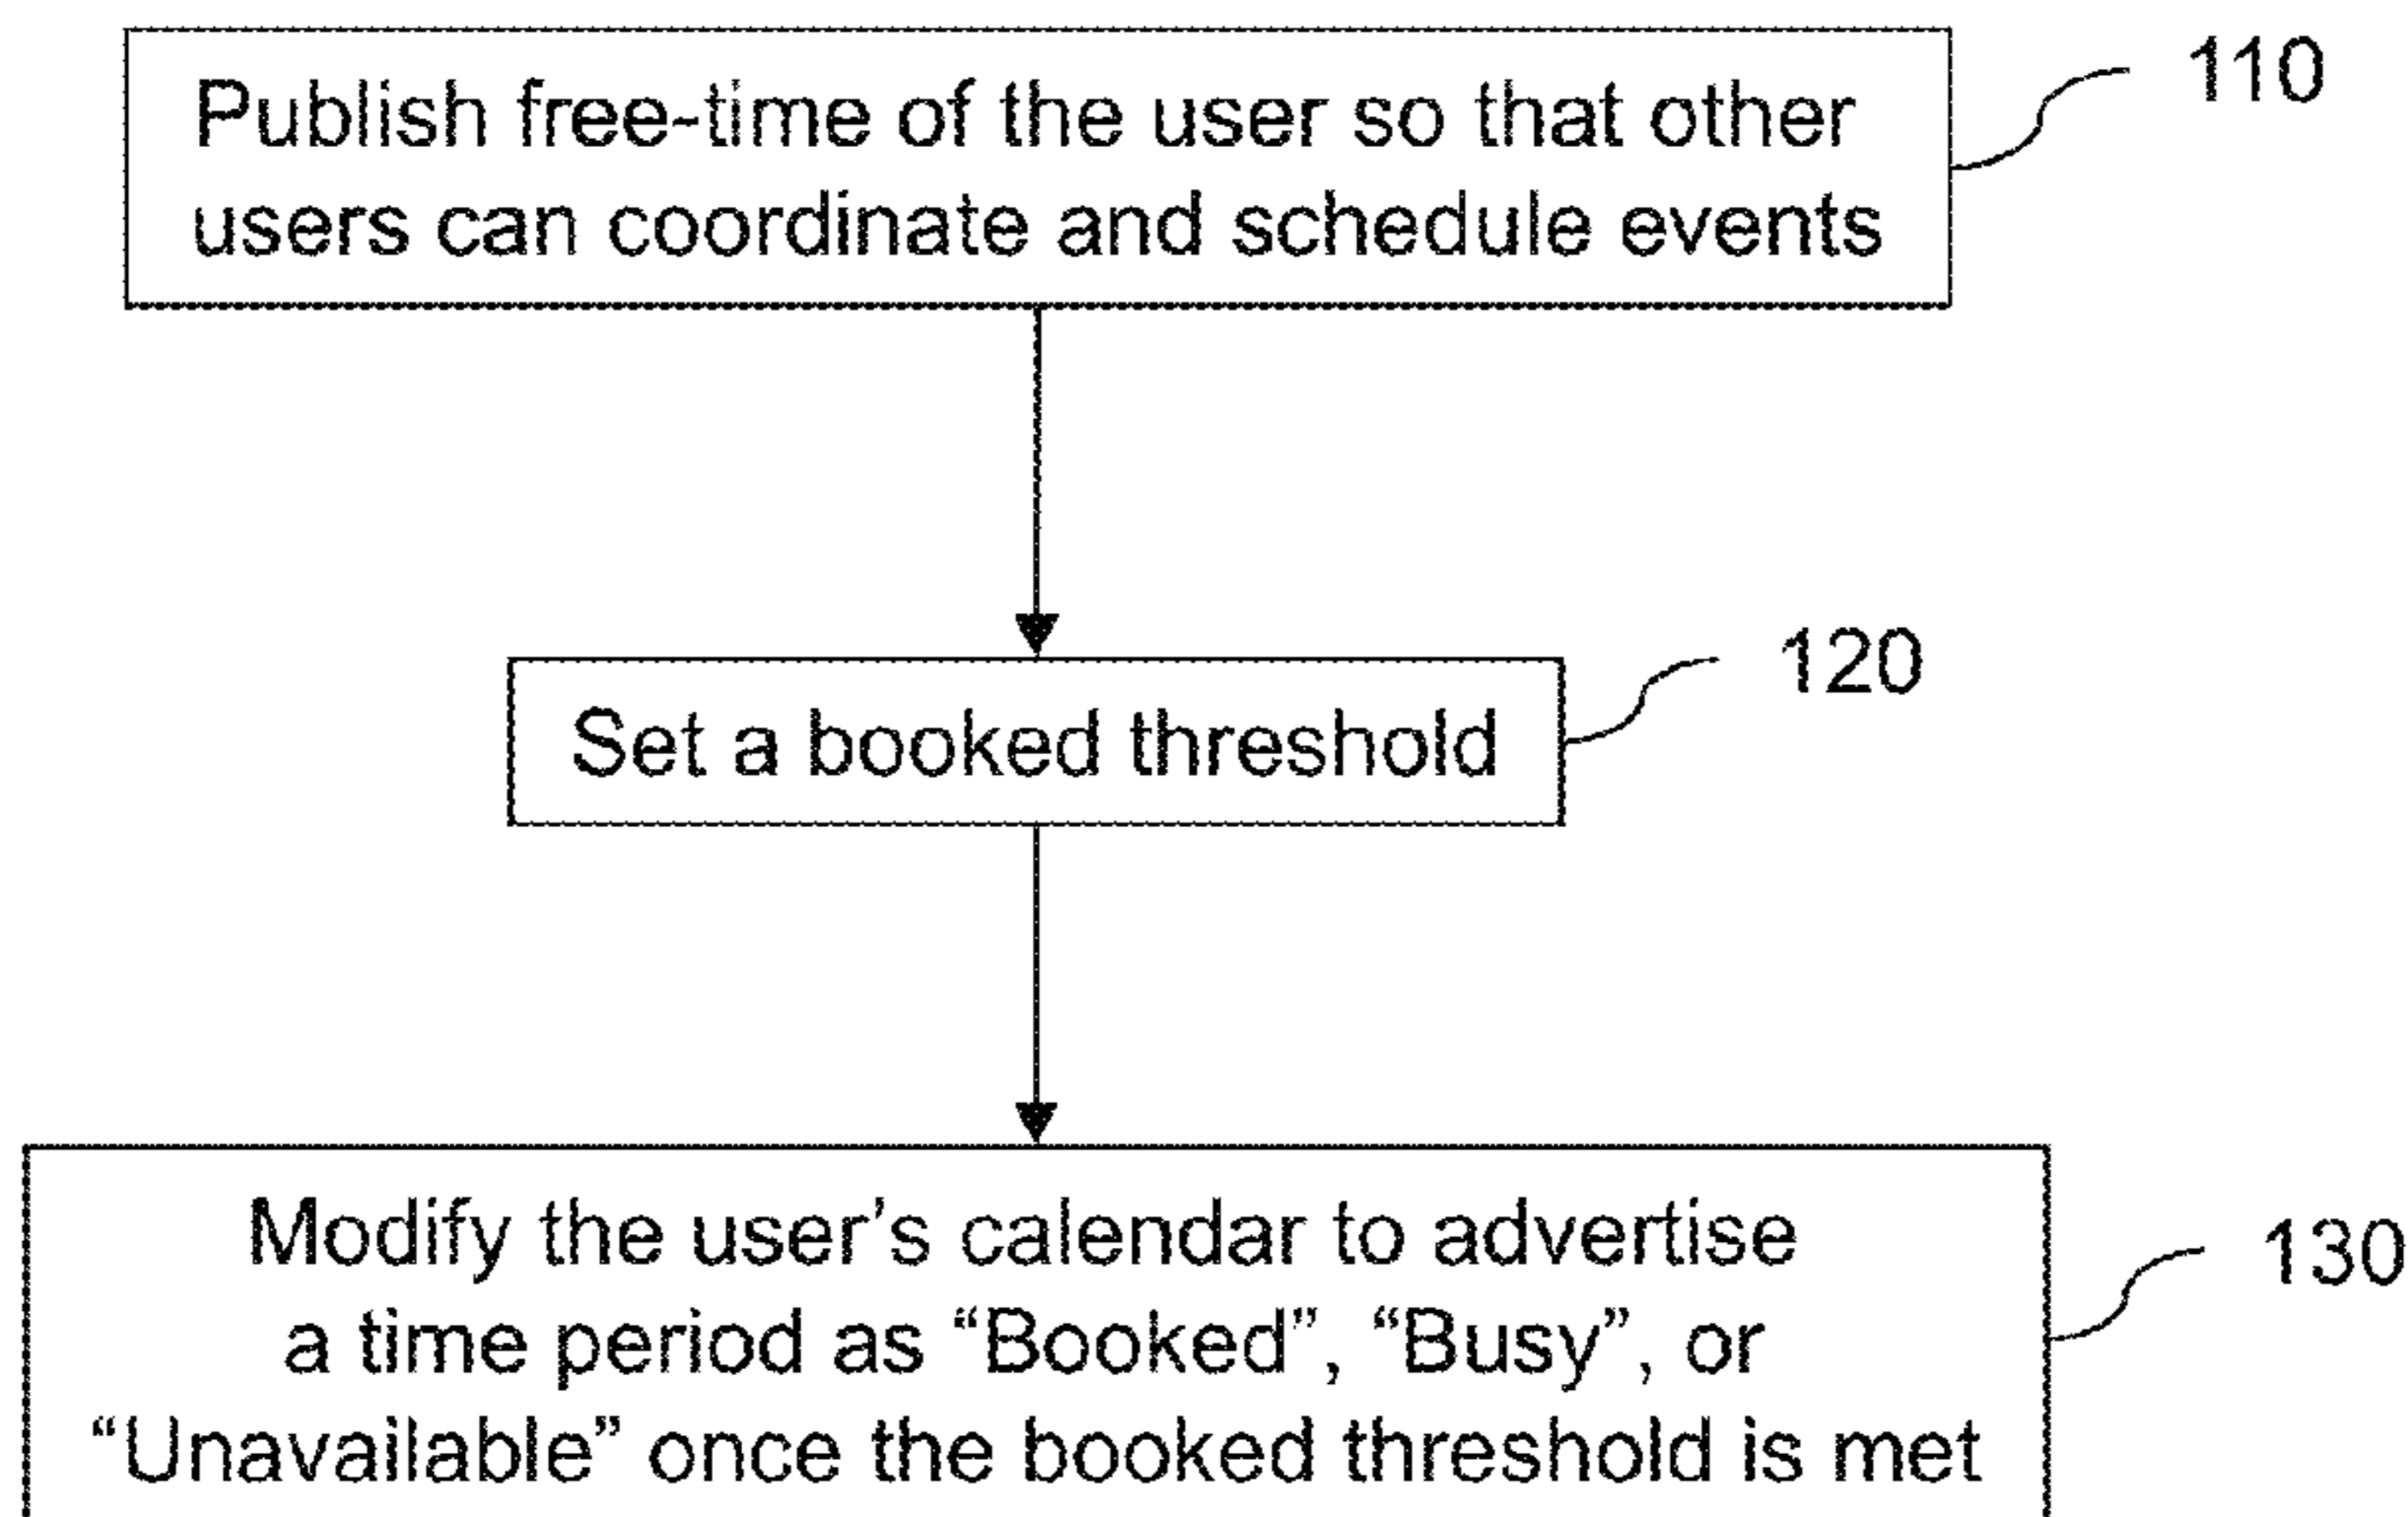 Publish free-time of the user so that other
110
users can coordinate and schedule events
120
Set a booked threshold
Modify the user’s calendar to advertise
130
a time period as “Booked”, “Busy”, or
“Unavailable” once the booked threshold is met